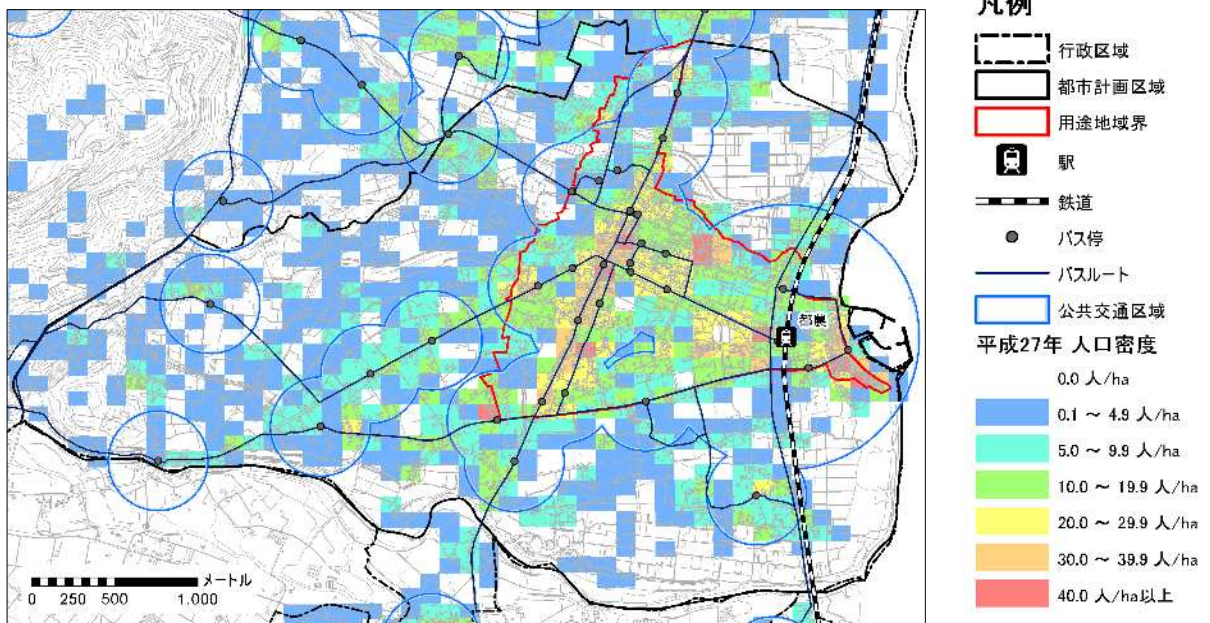 凡例
行政区域
都市計画区域
用途地域界
駅
鉄道
バス停
バスルート
公共交通区域
平成27年 人口密度
0.0 人/ha
0.1 ～ 4.9 人/ha
5.0 ～ 9.9 人/ha
10.0 ～ 19.9 人/ha
20.0 ～ 29.9 人/ha
30.0 ～ 39.9 人/ha
40.0 人/ha以上
都農
メートル
0 250 500 1,000